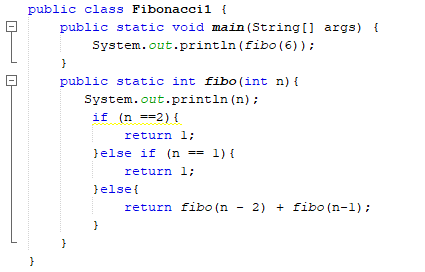 public class Fibonacci1 {
public static void main(String[] args) {
System.out.println(fibo(6));
}
public static int fibo(int n){
System.out.println(n);
if (n ==2){
return 1;
}else if (n == 1){
return 1;
}else{
return fibo(n - 2) + fibo(n-1);
}
}
}